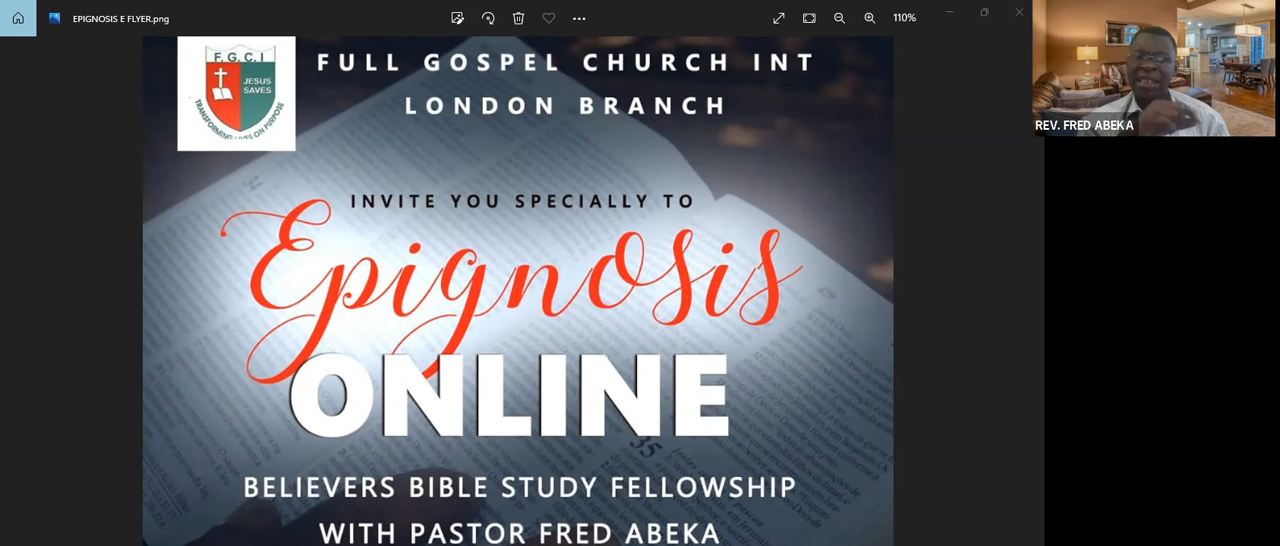 EPIGNOSIS E FLYER.png
110%
F. G. C. I
JESUS
SAVES
TRANSFORMING LIVES ON PURPOSE
FULL GOSPEL CHURCH INT
LONDON BRANCH
REV. FRED ABEKA
INVITE YOU SPECIALLY TO
Epignosis
ONLINE
35
BELIEVERS BIBLE STUDY FELLOWSHIP
WITH PASTOR FRED ABEKA